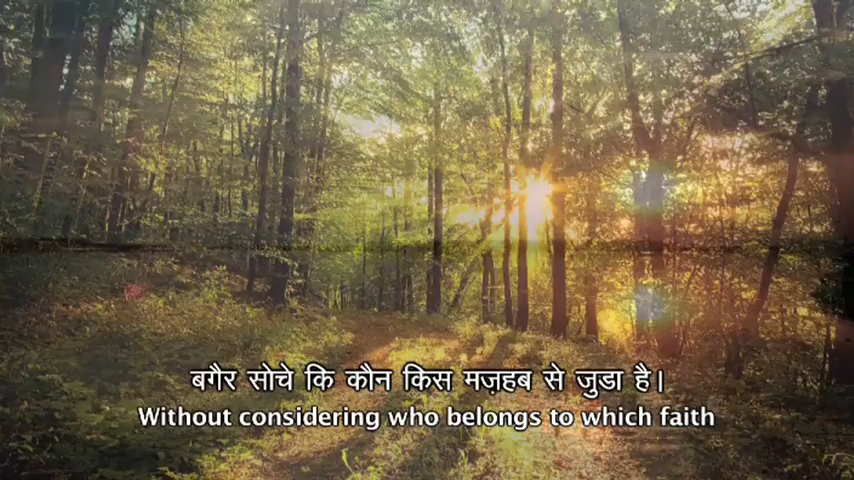 बगैर सोचे कि कौन किस मज़हब से जुडा है।
Without considering who belongs to which faith